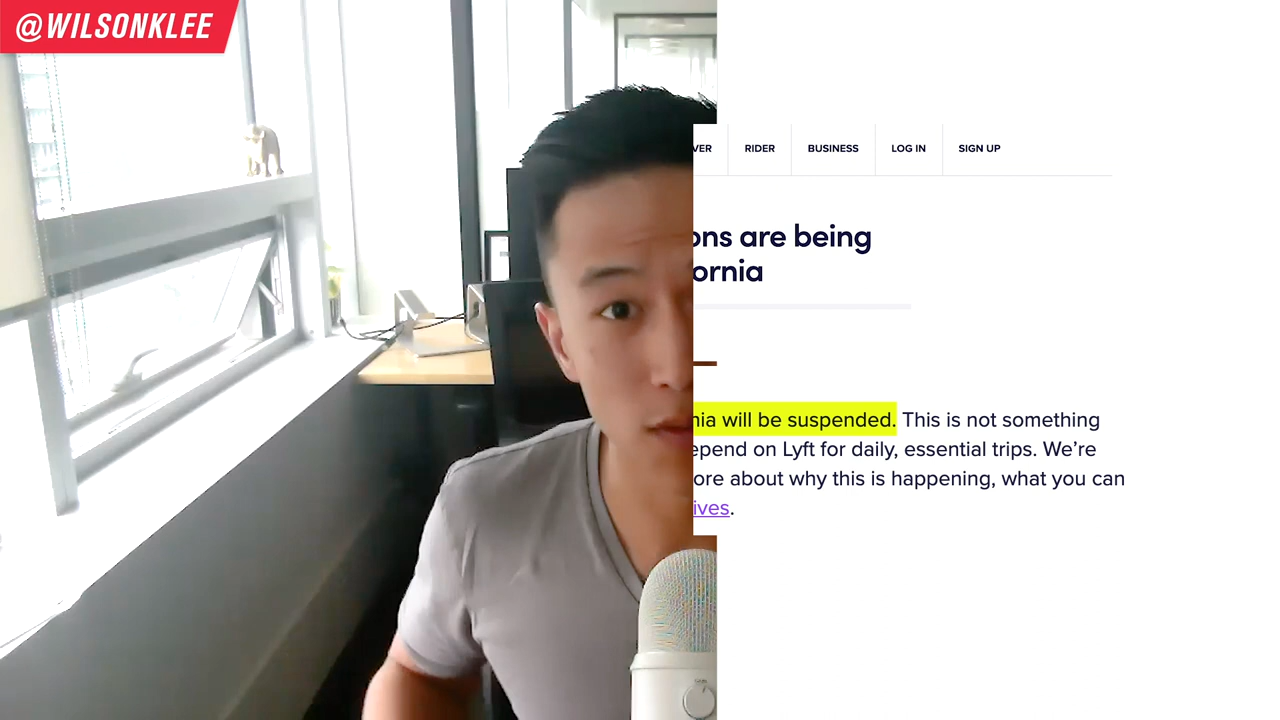 @WILSONKLEE
VER RIDER BUSINESS LOG IN SIGN UP
ons are being
ornia
nia will be suspended. This is not something
epend on Lyft for daily, essential trips. We’re
ore about why this is happening, what you can
ives.